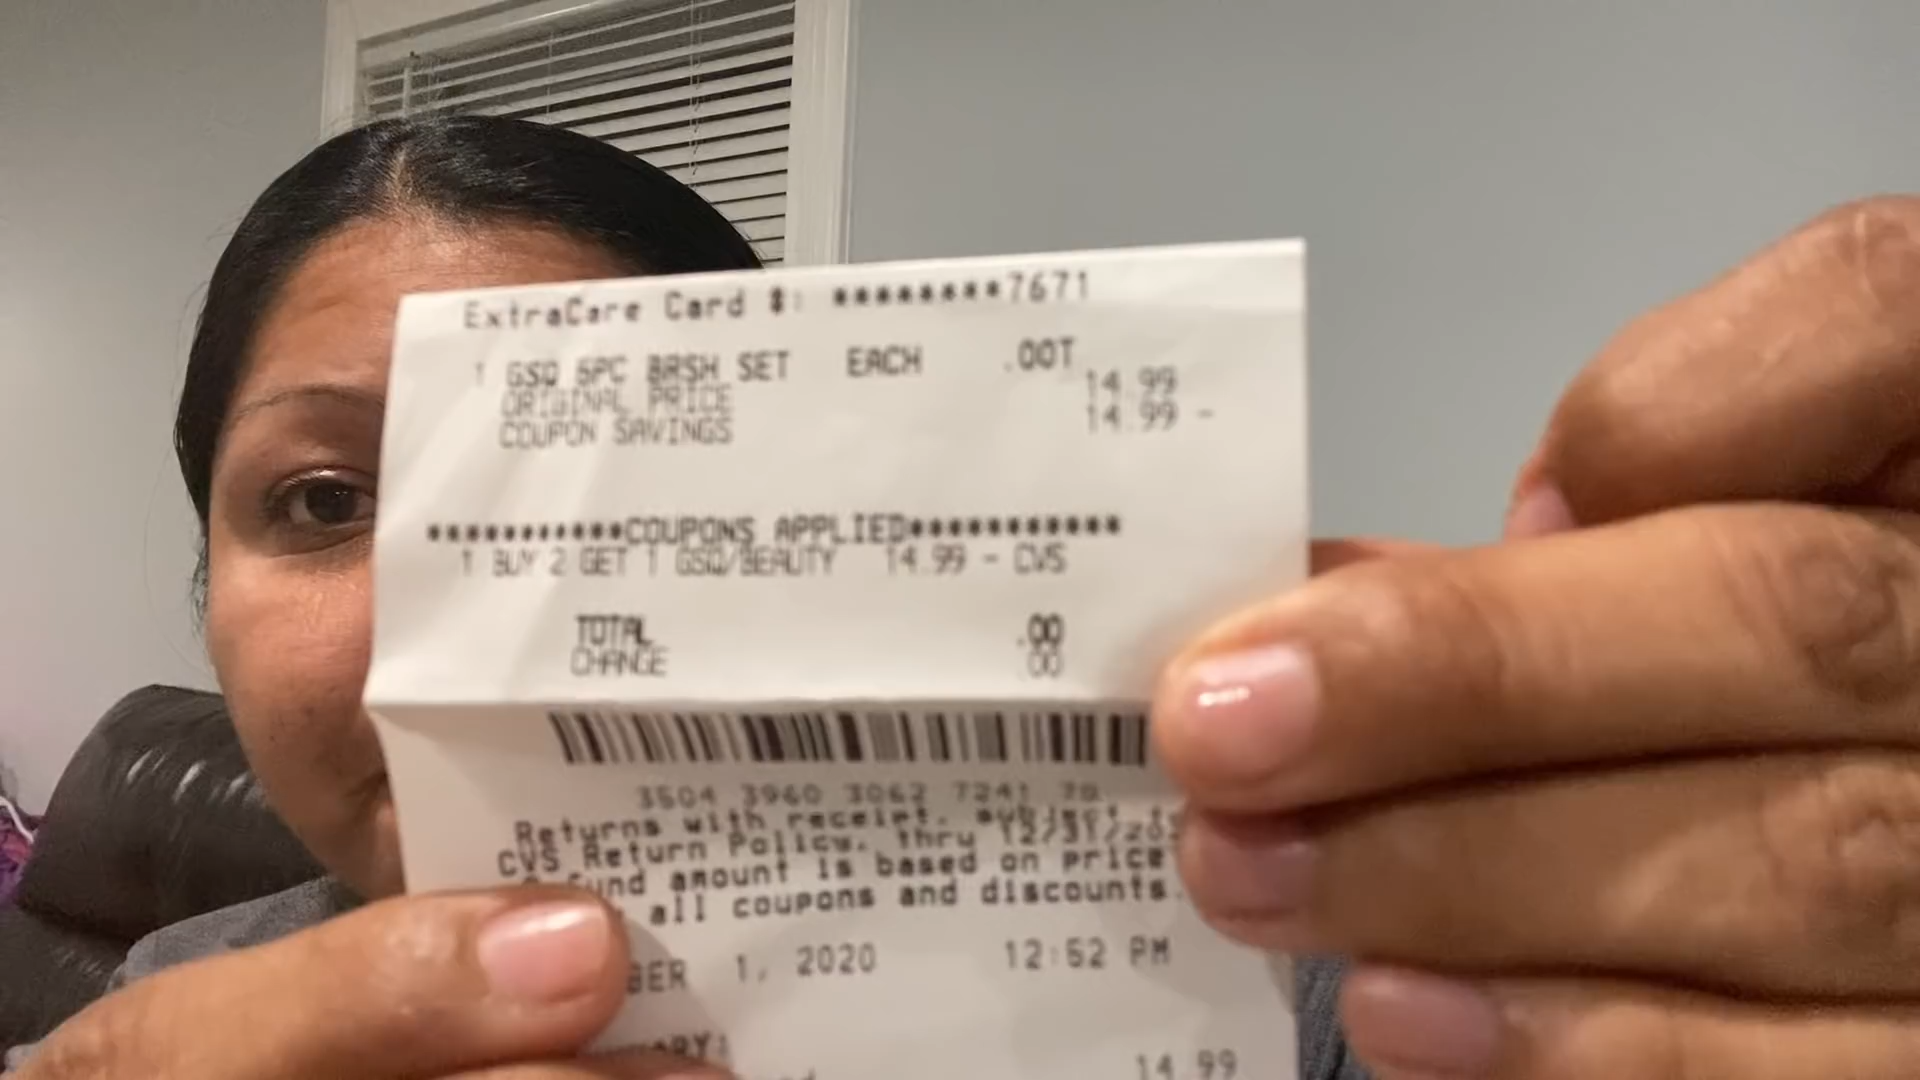 ExtraCare Card #: ********7671
1 GSQ 5PC BRSH SET EACH .00T
ORIGINAL PRICE 14.99
COUPON SAVINGS 14.99 -
***********COUPONS APPLIED***********
1 BUY 2 GET 1 GSQ/BEAUTY 14.99 - CVS
TOTAL .00
CHANGE .00
3504 3960 3062 7241 70
Returns with receipt, subject
CVS Return Policy, thru 12/31/20
fund amount is based on price
all coupons and discounts.
BER 1, 2020 12:52 PM
14.99